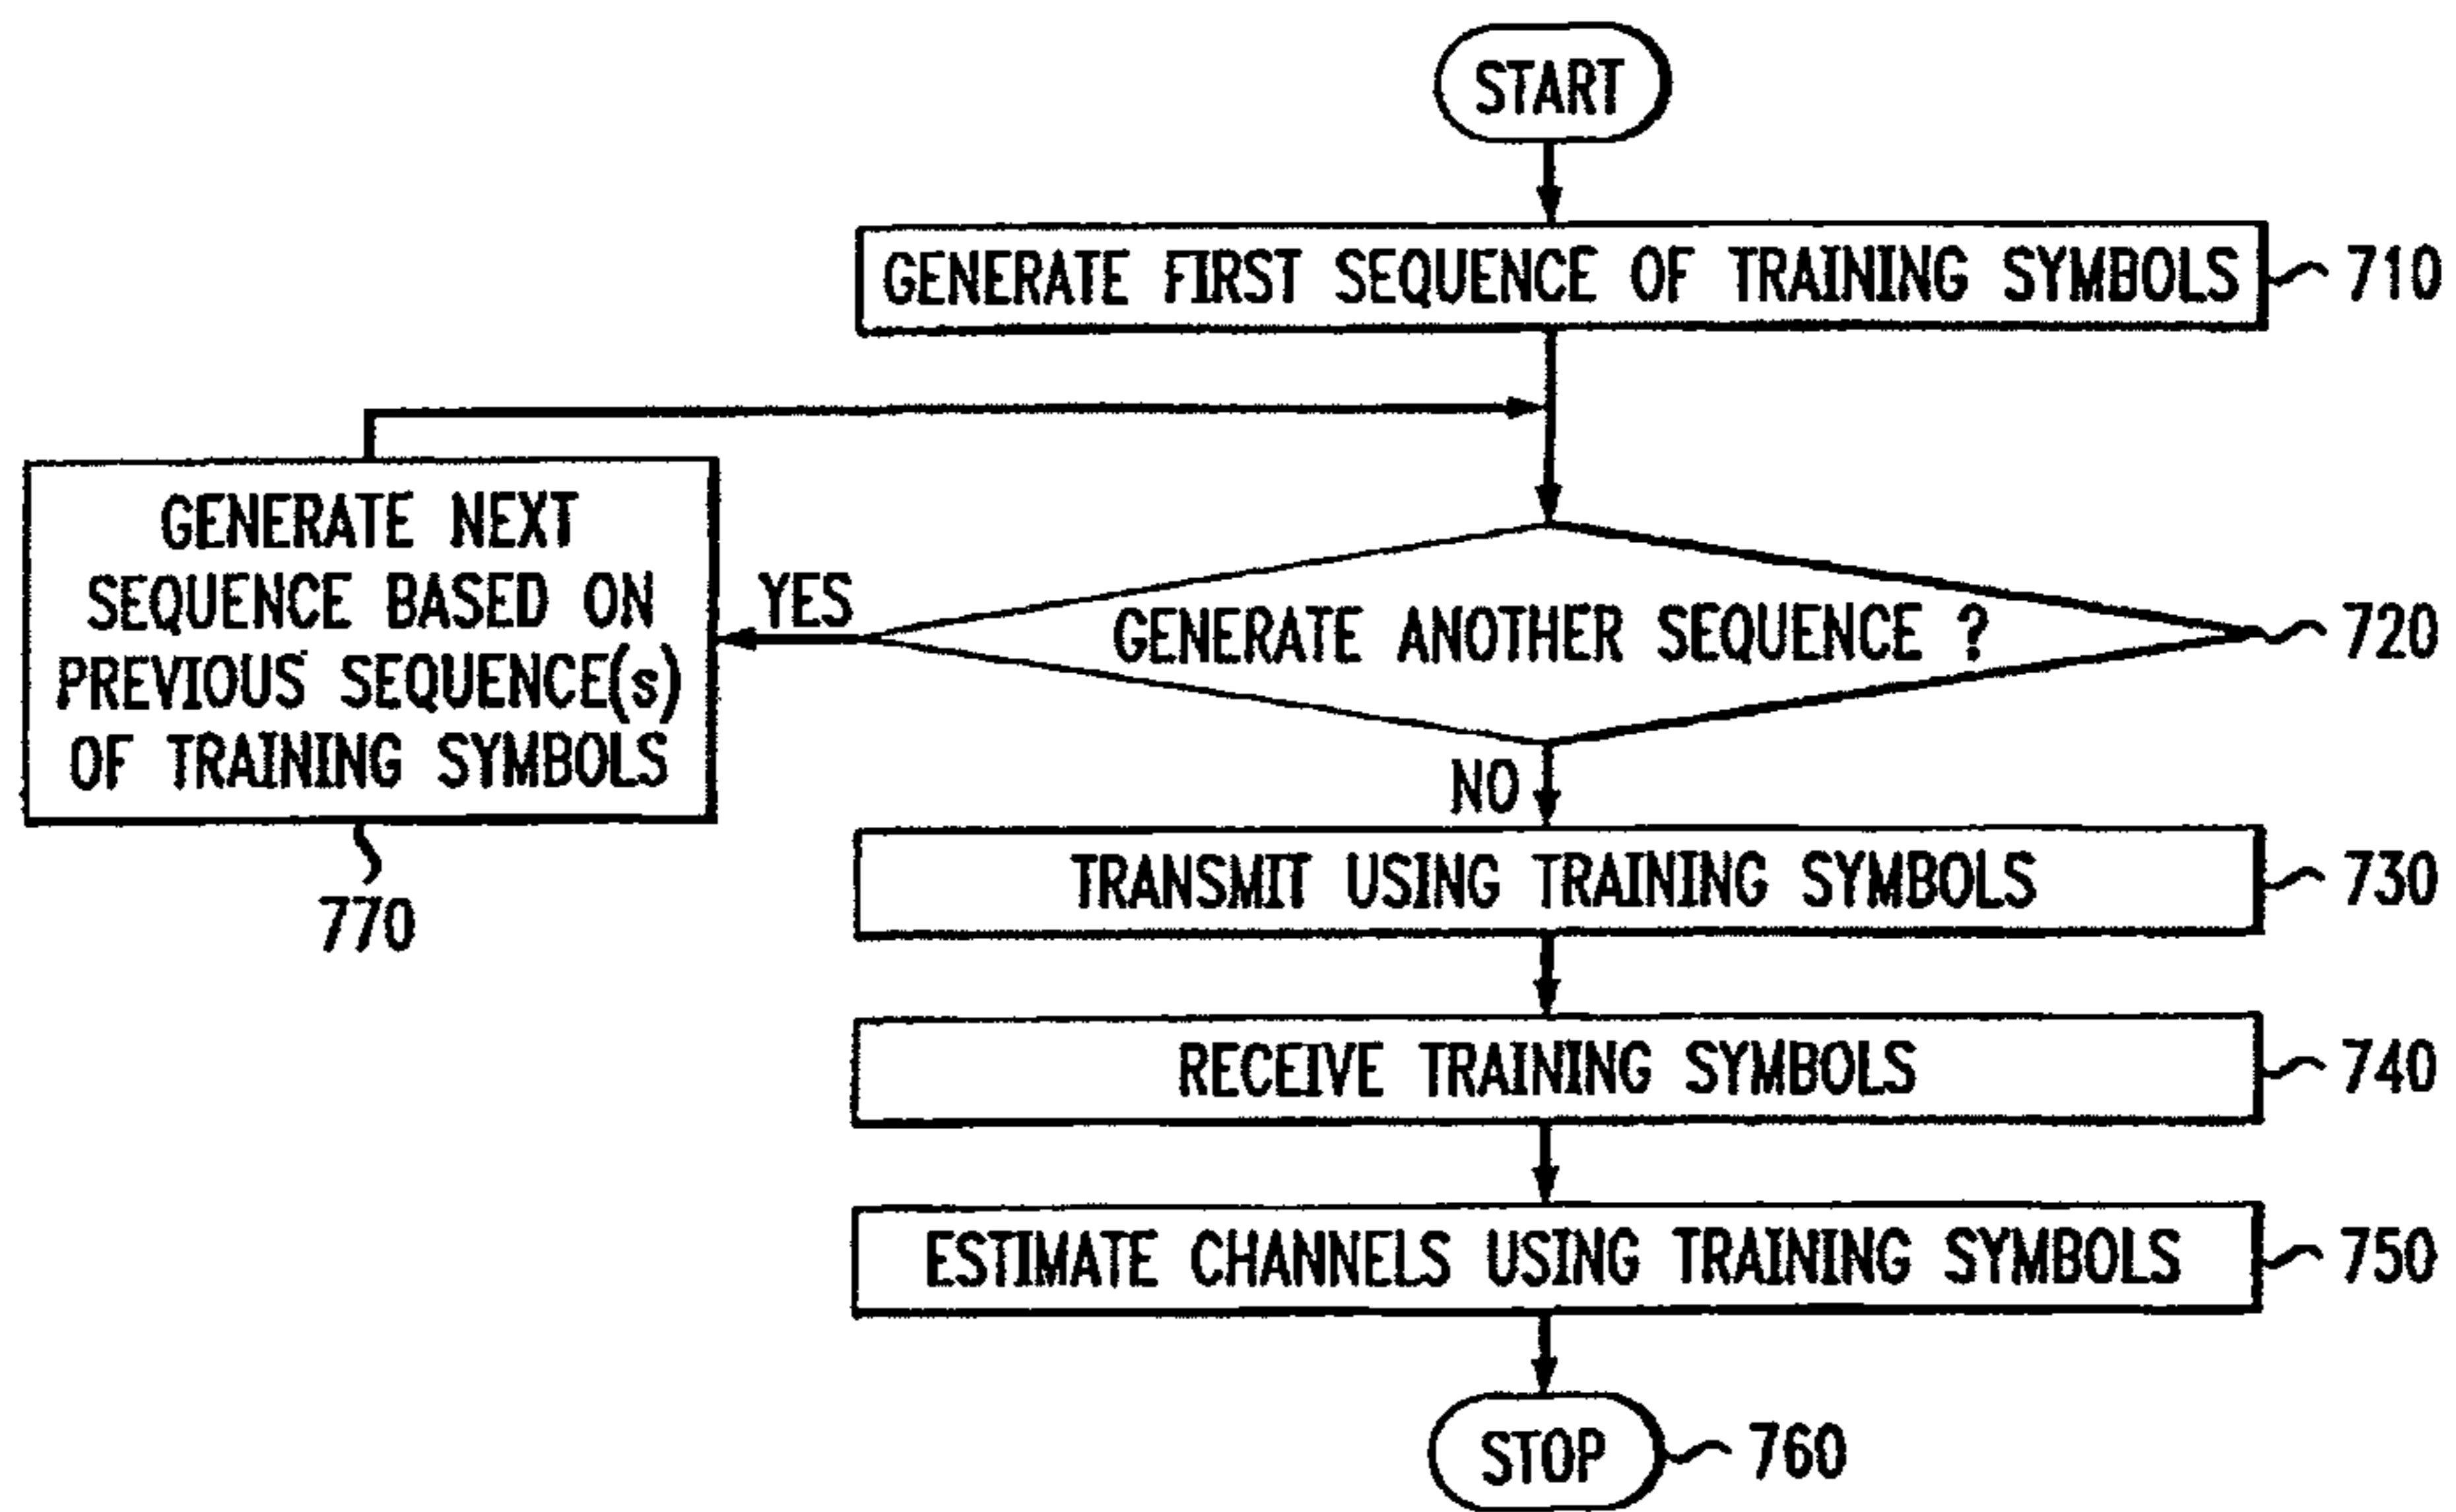 START
GENERATE FIRST SEQUENCE OF TRAINING SYMBOLS
710
GENERATE NEXT
SEQUENCE BASED ON
PREVIOUS SEQUENCE(s)
OF TRAINING SYMBOLS
770
YES
GENERATE ANOTHER SEQUENCE ?
720
NO
TRANSMIT USING TRAINING SYMBOLS
730
RECEIVE TRAINING SYMBOLS
740
ESTIMATE CHANNELS USING TRAINING SYMBOLS
750
STOP
760